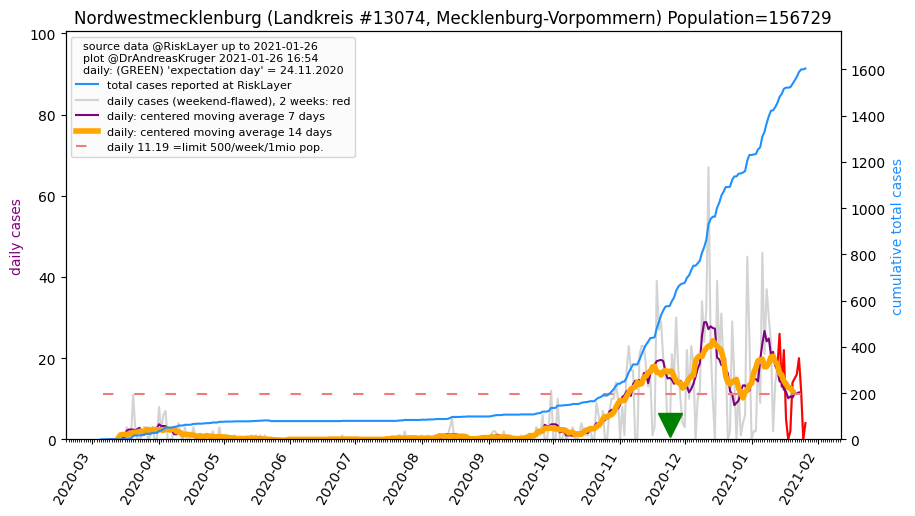 Nordwestmecklenburg (Landkreis #13074, Mecklenburg-Vorpommern) Population=156729
source data @RiskLayer up to 2021-01-26
plot @DrAndreasKruger 2021-01-26 16:54
daily: (GREEN) 'expectation day' = 24.11.2020
total cases reported at RiskLayer
daily cases (weekend-flawed), 2 weeks: red
daily: centered moving average 7 days
daily: centered moving average 14 days
daily 11.19 =limit 500/week/1mio pop.
daily cases
100
80
60
40
20
0
cumulative total cases
1600
1400
1200
1000
800
600
400
200
0
2020-03
2020-04
2020-05
2020-06
2020-07
2020-08
2020-09
2020-10
2020-11
2020-12
2021-01
2021-02